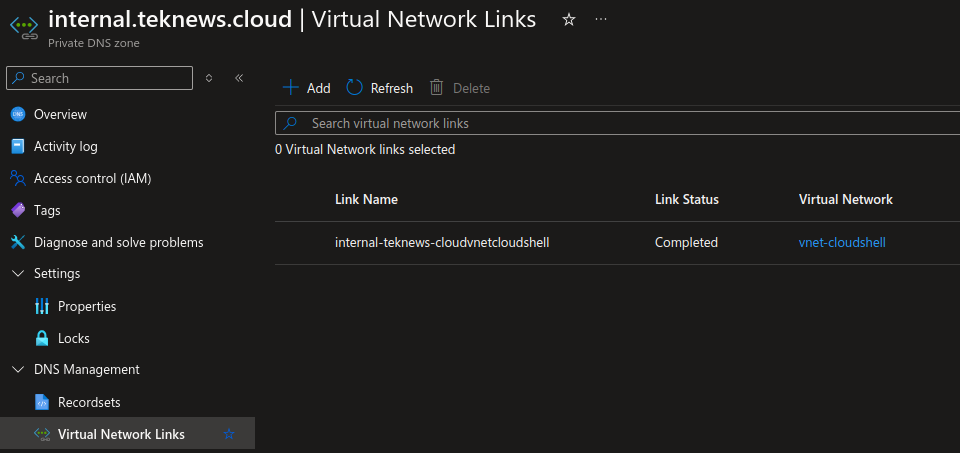 internal.teknews.cloud | Virtual Network Links
Private DNS zone
Search
Overview
Activity log
Access control (IAM)
Tags
Diagnose and solve problems
Settings
Properties
Locks
DNS Management
Recordsets
Virtual Network Links
Add Refresh Delete
Search virtual network links
0 Virtual Network links selected
Link Name Link Status Virtual Network
internal-teknews-cloudvnetcloudshell Completed vnet-cloudshell